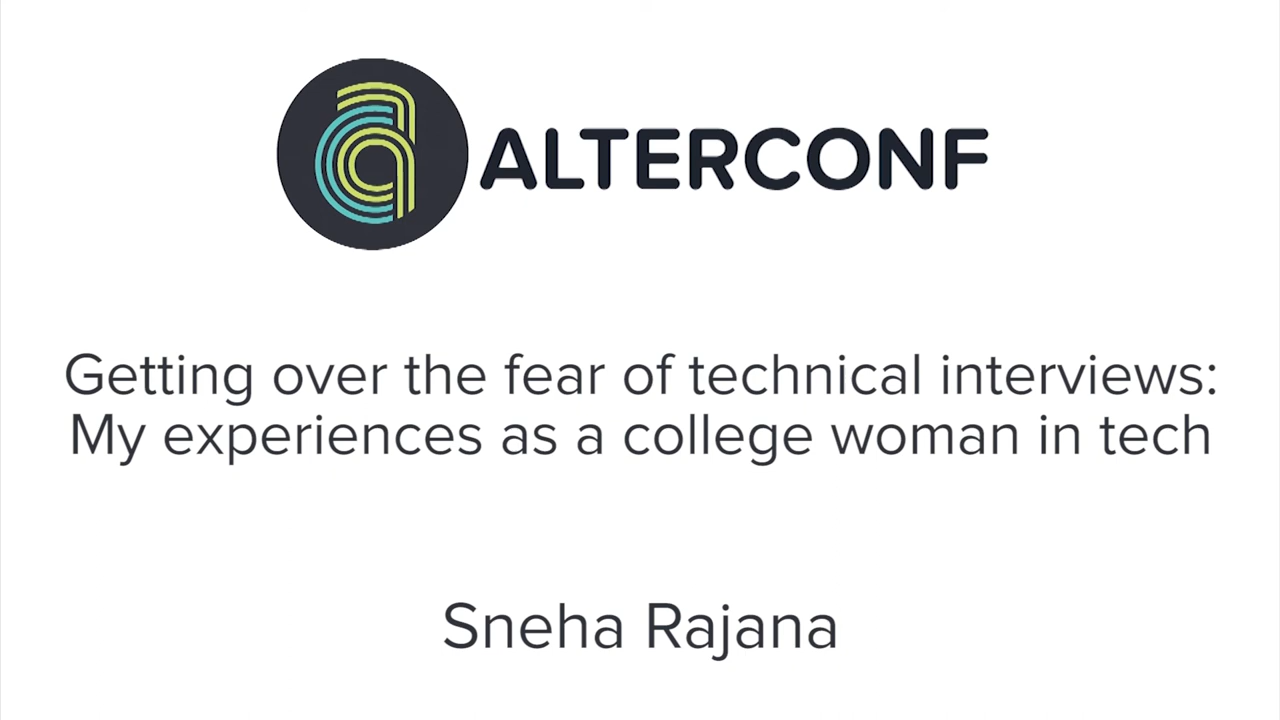 ALTERCONF
Getting over the fear of technical interviews:
My experiences as a college woman in tech
Sneha Rajana